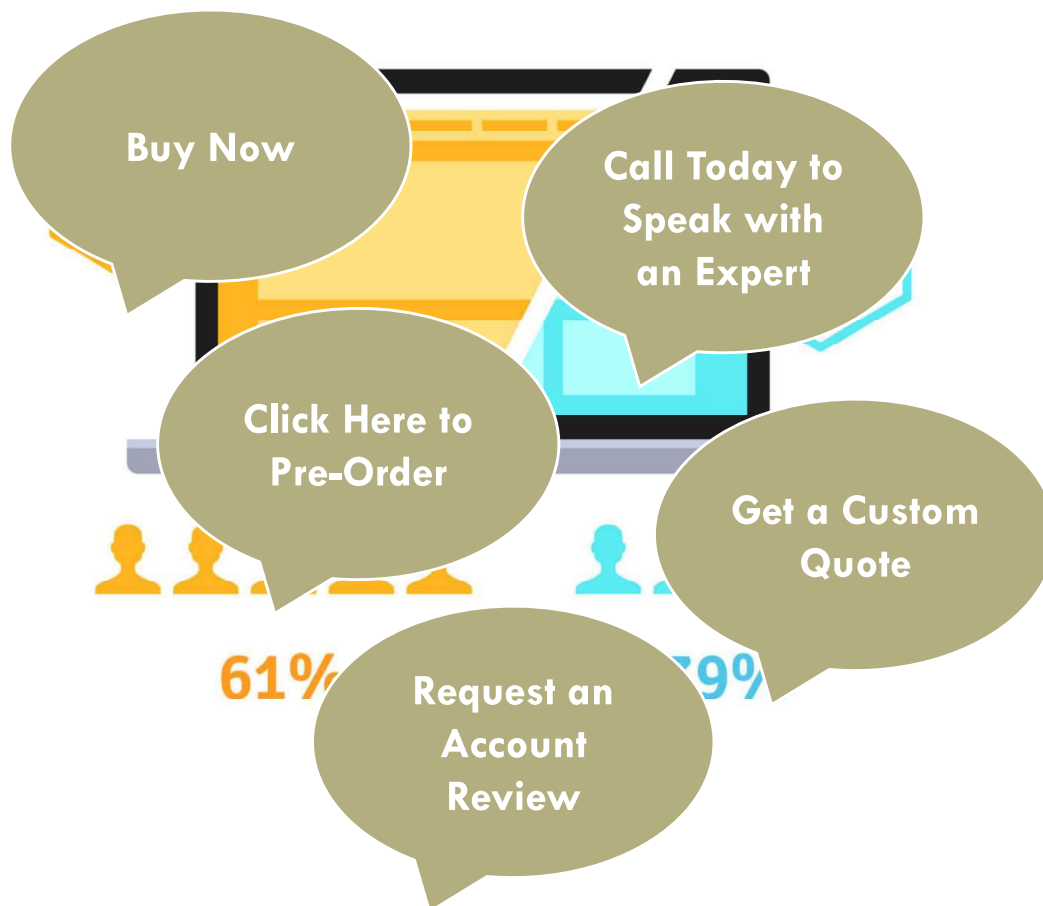 Buy Now
Call Today to
Speak with
an Expert
Click Here to
Pre-Order
Get a Custom
Quote
61%
9%
Request an
Account
Review